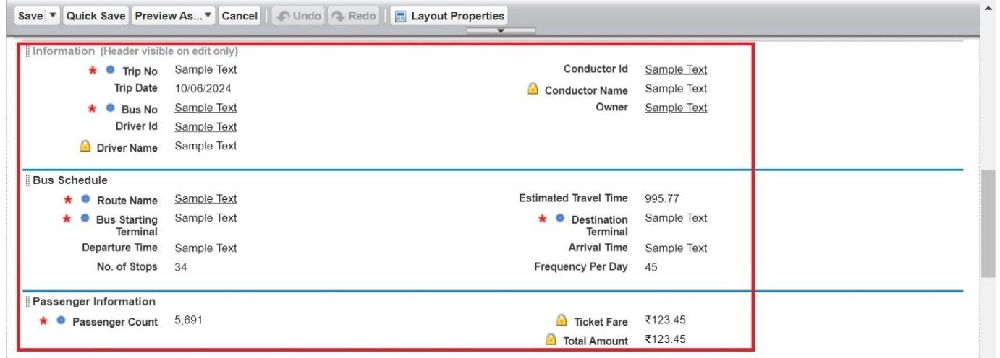 Save Quick Save Preview As... Cancel Undo Redo Layout Properties
Information (Header visible on edit only)
* Trip No Sample Text Conductor Id Sample Text
Trip Date 10/06/2024 Conductor Name Sample Text
* Bus No Sample Text Owner Sample Text
Driver Id Sample Text
Driver Name Sample Text
Bus Schedule
* Route Name Sample Text Estimated Travel Time 995.77
* Bus Starting Sample Text * Destination Sample Text
Terminal Terminal
Departure Time Sample Text Arrival Time Sample Text
No. of Stops 34 Frequency Per Day 45
Passenger Information
* Passenger Count 5,691 Ticket Fare ₹123.45
Total Amount ₹123.45